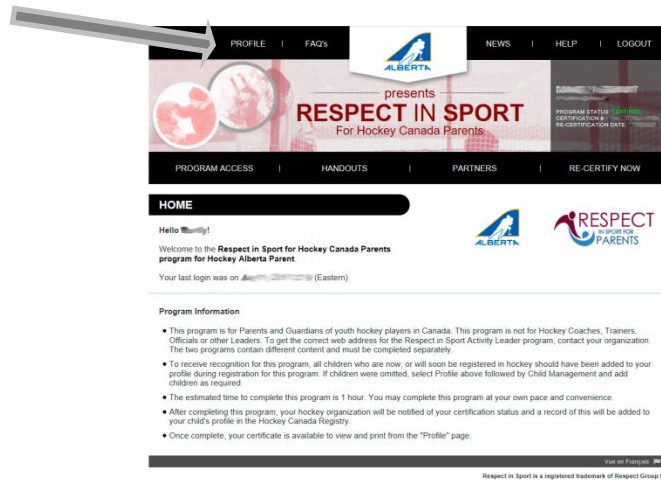 PROFILE | FAQ's NEWS | HELP | LOGOUT
ALBERTA
presents
RESPECT IN SPORT
For Hockey Canada Parents
PROGRAM STATUS: CERTIFIED
CERTIFICATION #:
RE-CERTIFICATION DATE:
PROGRAM ACCESS | HANDOUTS | PARTNERS | RE-CERTIFY NOW
HOME
Hello
Welcome to the Respect in Sport for Hockey Canada Parents
program for Hockey Alberta Parent.
Your last login was on (Eastern)
ALBERTA
RESPECT
IN SPORT FOR
PARENTS
Program Information
• This program is for Parents and Guardians of youth hockey players in Canada. This program is not for Hockey Coaches, Trainers,
Officials or other Leaders. To get the correct web address for the Respect in Sport Activity Leader program, contact your organization.
The two programs contain different content and must be completed separately.
• To receive recognition for this program, all children who are now, or will soon be registered in hockey should have been added to your
profile during registration for this program. If children were omitted, select Profile above followed by Child Management and add
children as required.
• The estimated time to complete this program is 1 hour. You may complete this program at your own pace and convenience.
• After completing this program, your hockey organization will be notified of your certification status and a record of this will be added to
your child's profile in the Hockey Canada Registry.
• Once complete, your certificate is available to view and print from the "Profile" page.
Vue en Français
Respect in Sport is a registered trademark of Respect Group